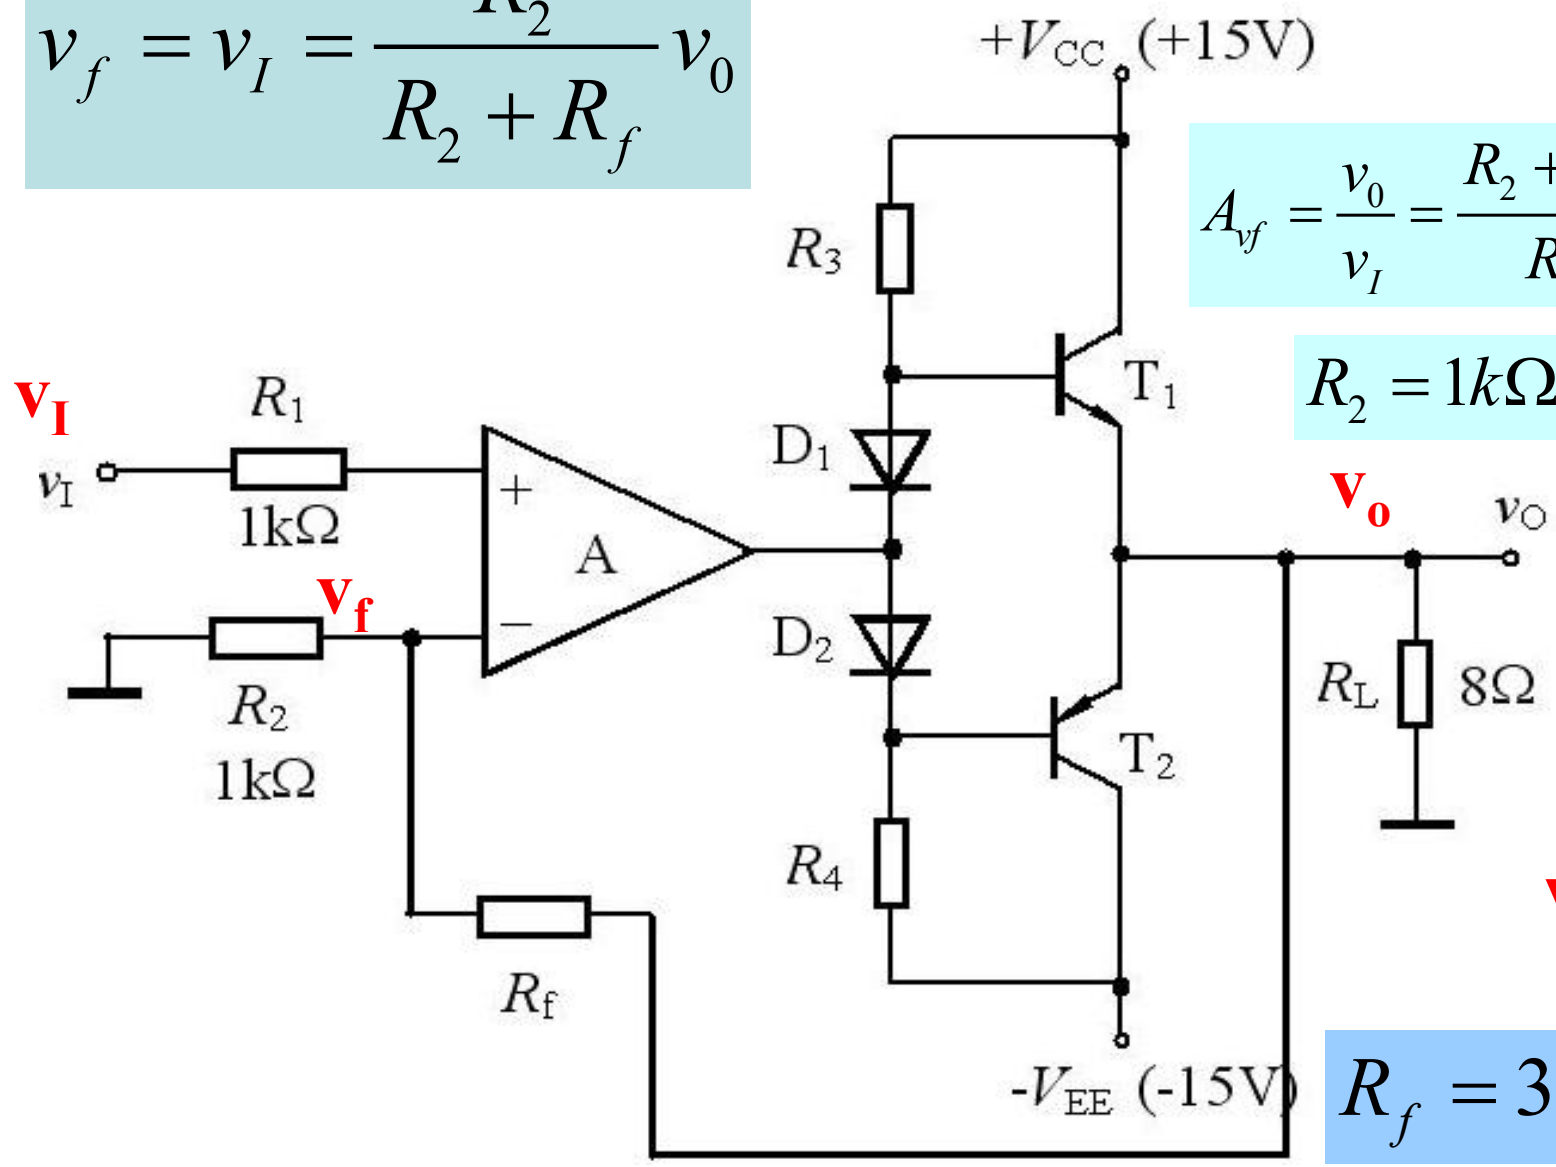 v_f = v_I = R_2 / (R_2 + R_f) v_0
+V_CC (+15V)
A_vf = v_0 / v_I = R_2 + / R
R_3
R_2 = 1kΩ
T_1
v_I
R_1
D_1
v_I
1kΩ
+
A
−
v_o
v_O
v_f
D_2
R_2
1kΩ
R_L
8Ω
T_2
R_4
R_f
-V_EE (-15V)
R_f = 3